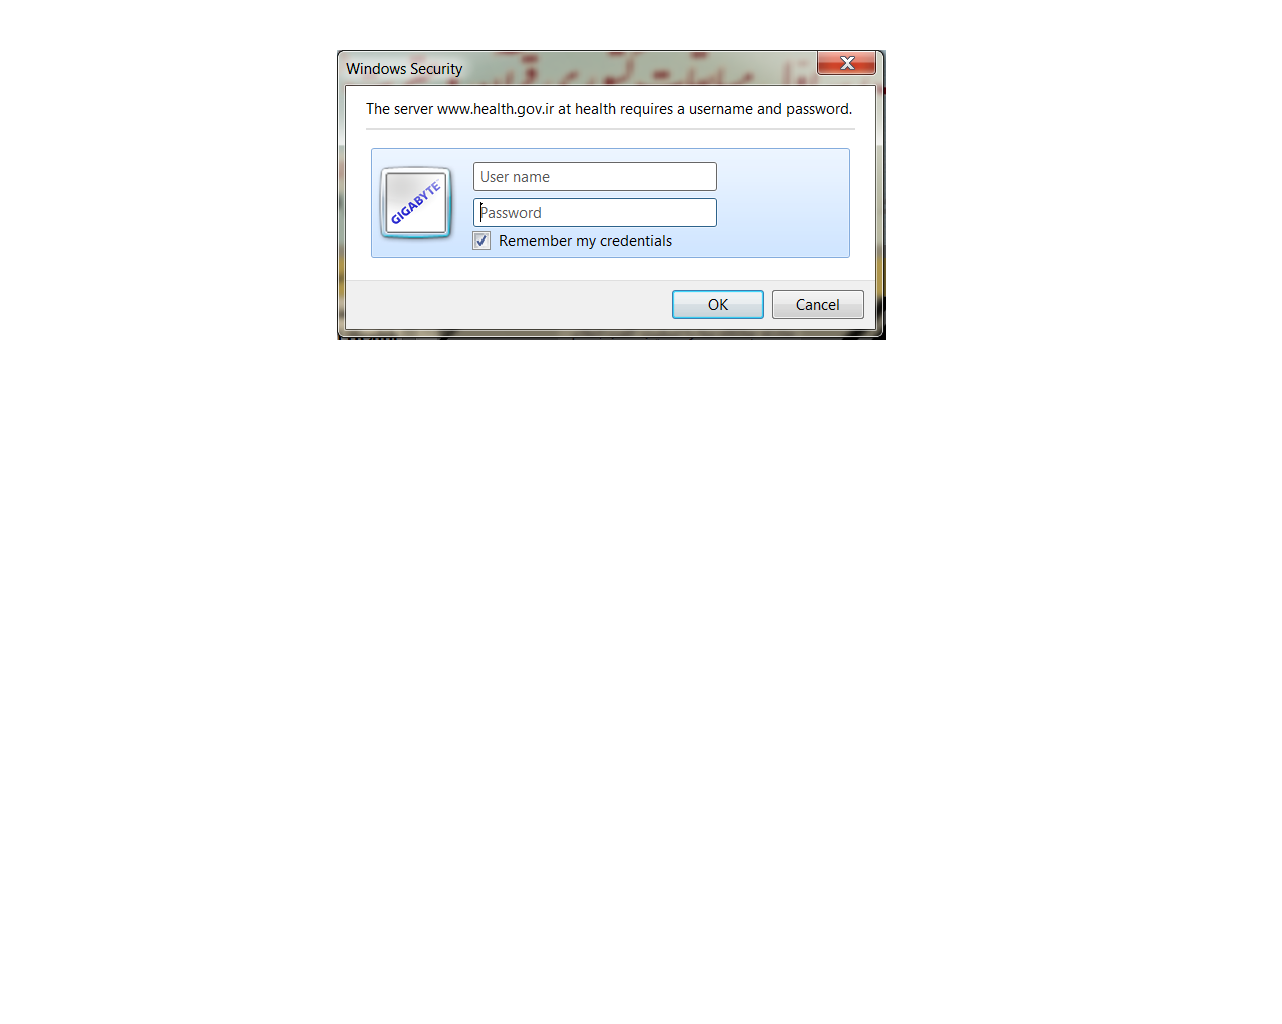 Windows Security
The server www.health.gov.ir at health requires a username and password.
GIGABYTE
User name
Password
Remember my credentials
OK
Cancel